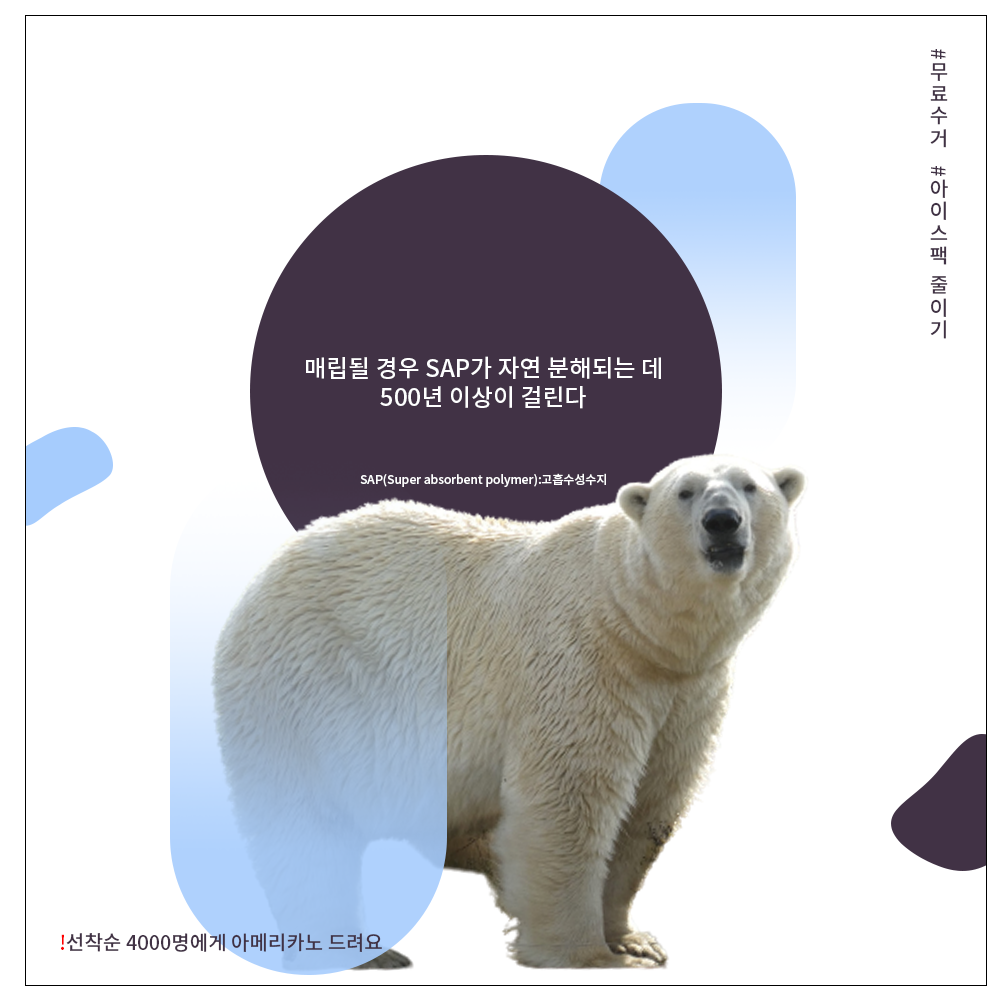 #무료수거 #아이스팩 줄이기
매립될 경우 SAP가 자연 분해되는 데
500년 이상이 걸린다
SAP(Super absorbent polymer):고흡수성수지
!선착순 4000명에게 아메리카노 드려요